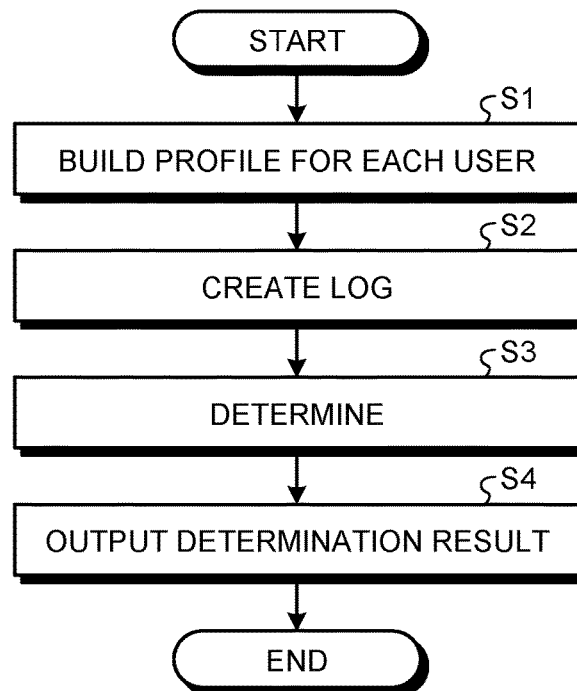 START
S1
BUILD PROFILE FOR EACH USER
S2
CREATE LOG
S3
DETERMINE
S4
OUTPUT DETERMINATION RESULT
END